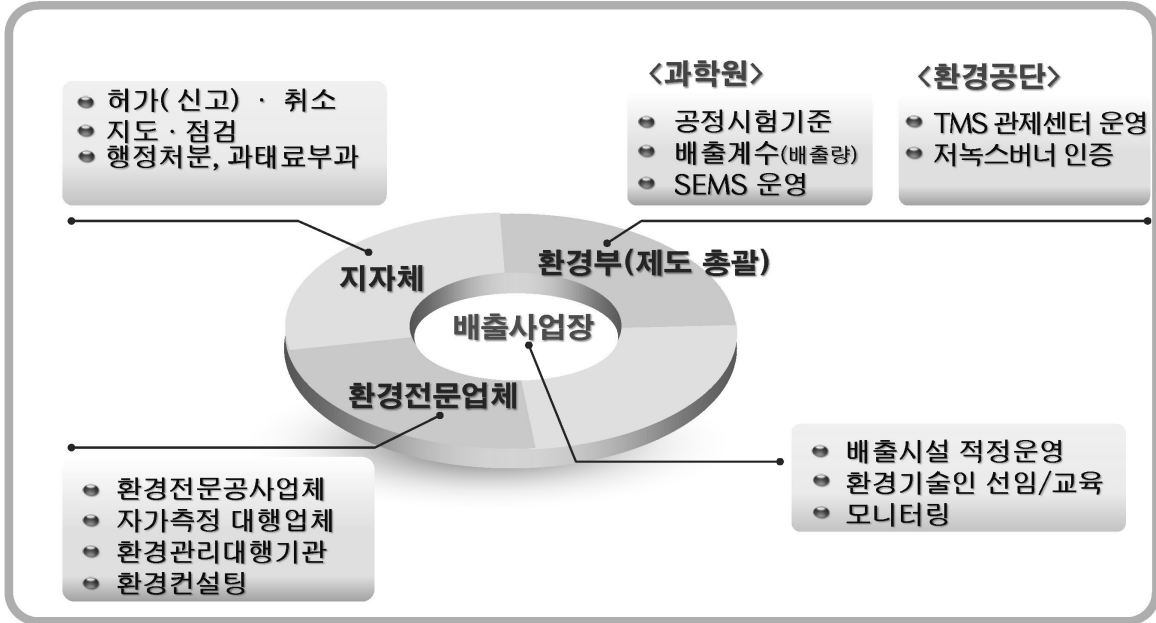 허가( 신고) · 취소
지도 · 점검
행정처분, 과태료부과
<과학원>
공정시험기준
배출계수(배출량)
SEMS 운영
<환경공단>
TMS 관제센터 운영
저녹스버너 인증
지자체
환경부(제도 총괄)
배출사업장
환경전문업체
환경전문공사업체
자가측정 대행업체
환경관리대행기관
환경컨설팅
배출시설 적정운영
환경기술인 선임/교육
모니터링